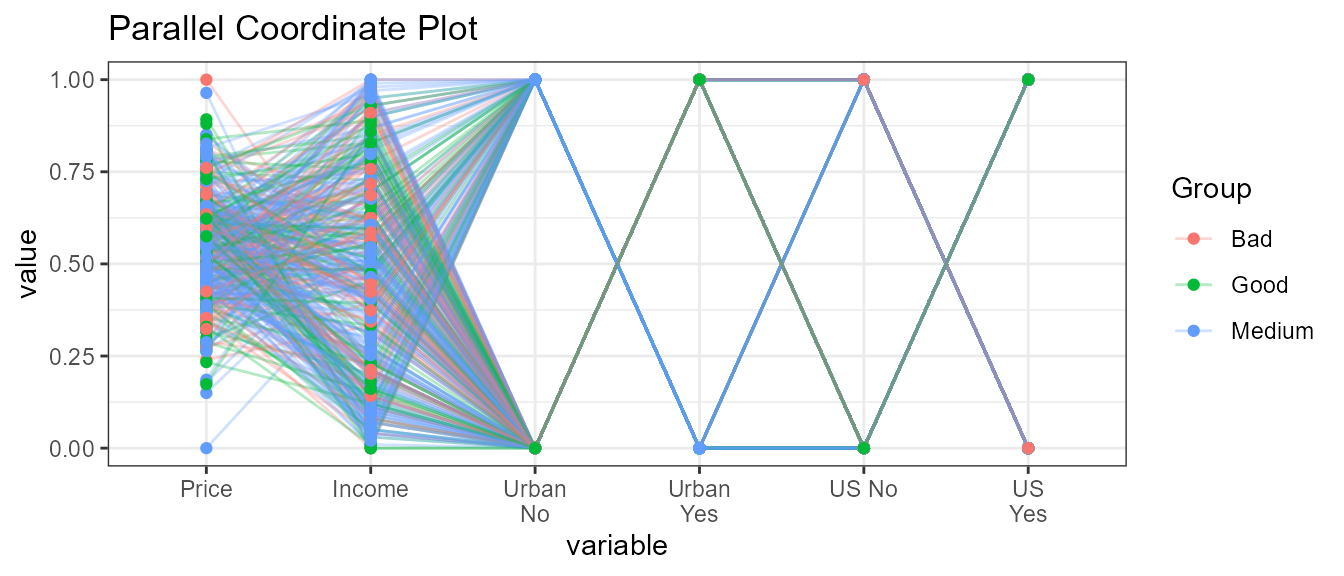 Parallel Coordinate Plot
1.00
0.75
0.50
0.25
0.00
value
Price
Income
Urban
No
Urban
Yes
US No
US
Yes
variable
Group
Bad
Good
Medium